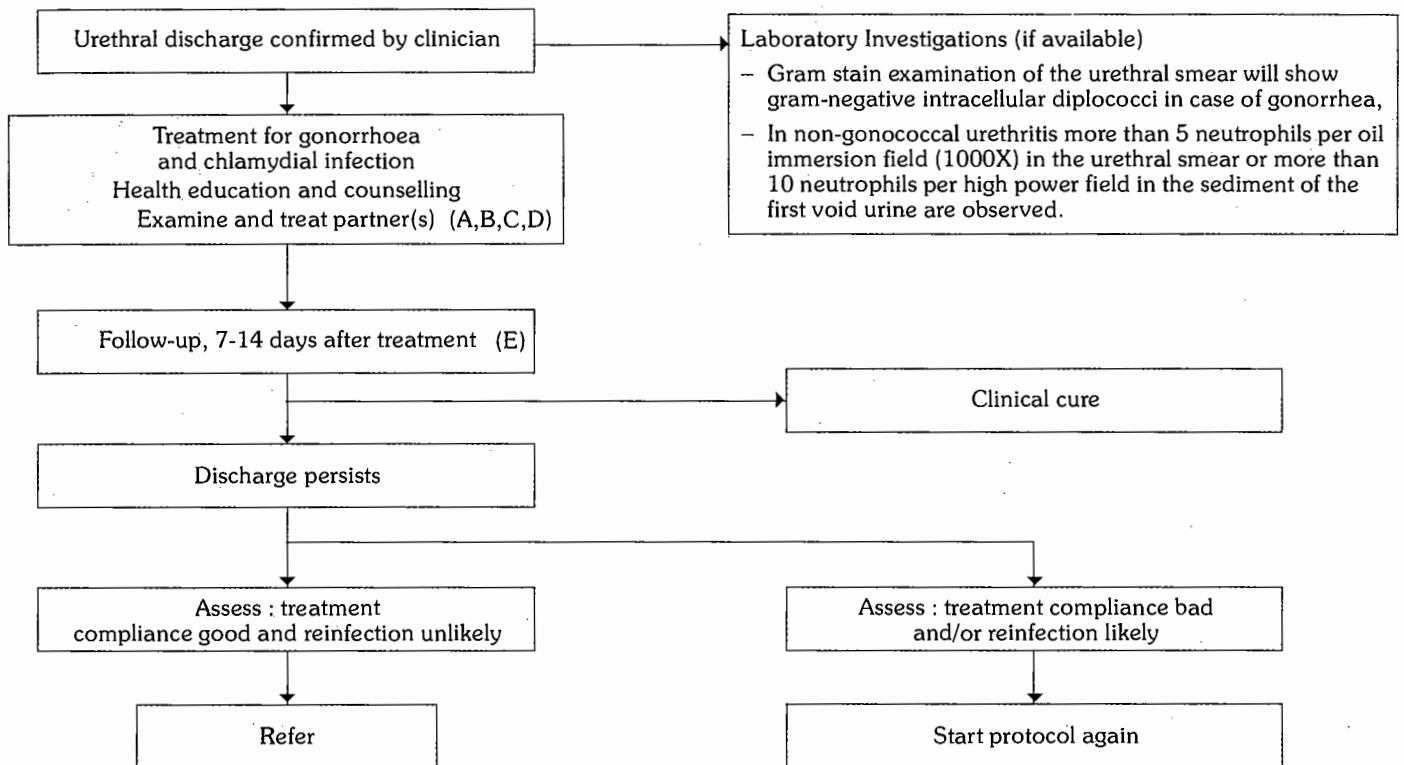 Urethral discharge confirmed by clinician
Laboratory Investigations (if available)
– Gram stain examination of the urethral smear will show
gram-negative intracellular diplococci in case of gonorrhea,
– In non-gonococcal urethritis more than 5 neutrophils per oil
immersion field (1000X) in the urethral smear or more than
10 neutrophils per high power field in the sediment of the
first void urine are observed.
Treatment for gonorrhoea
and chlamydial infection
Health education and counselling
Examine and treat partner(s) (A,B,C,D)
Follow-up, 7-14 days after treatment (E)
Clinical cure
Discharge persists
Assess : treatment
compliance good and reinfection unlikely
Assess : treatment compliance bad
and/or reinfection likely
Refer
Start protocol again